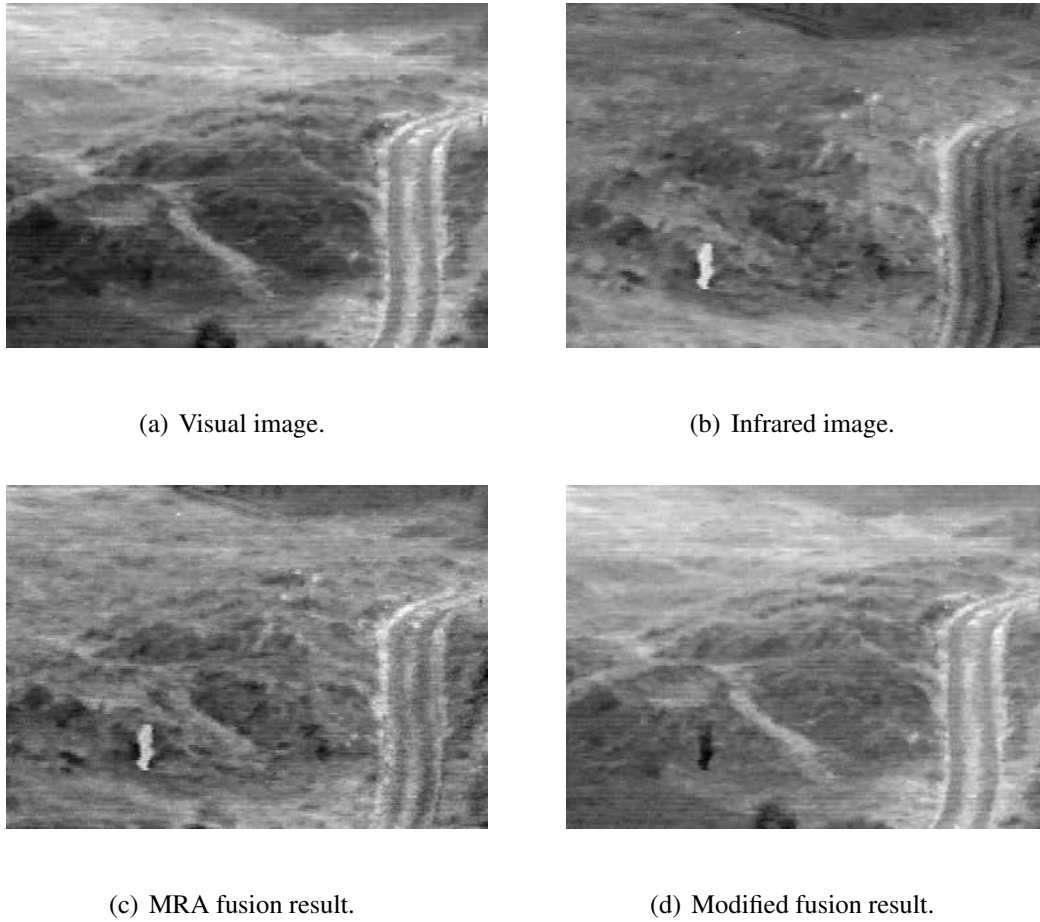 (a) Visual image.
(b) Infrared image.
(c) MRA fusion result.
(d) Modified fusion result.